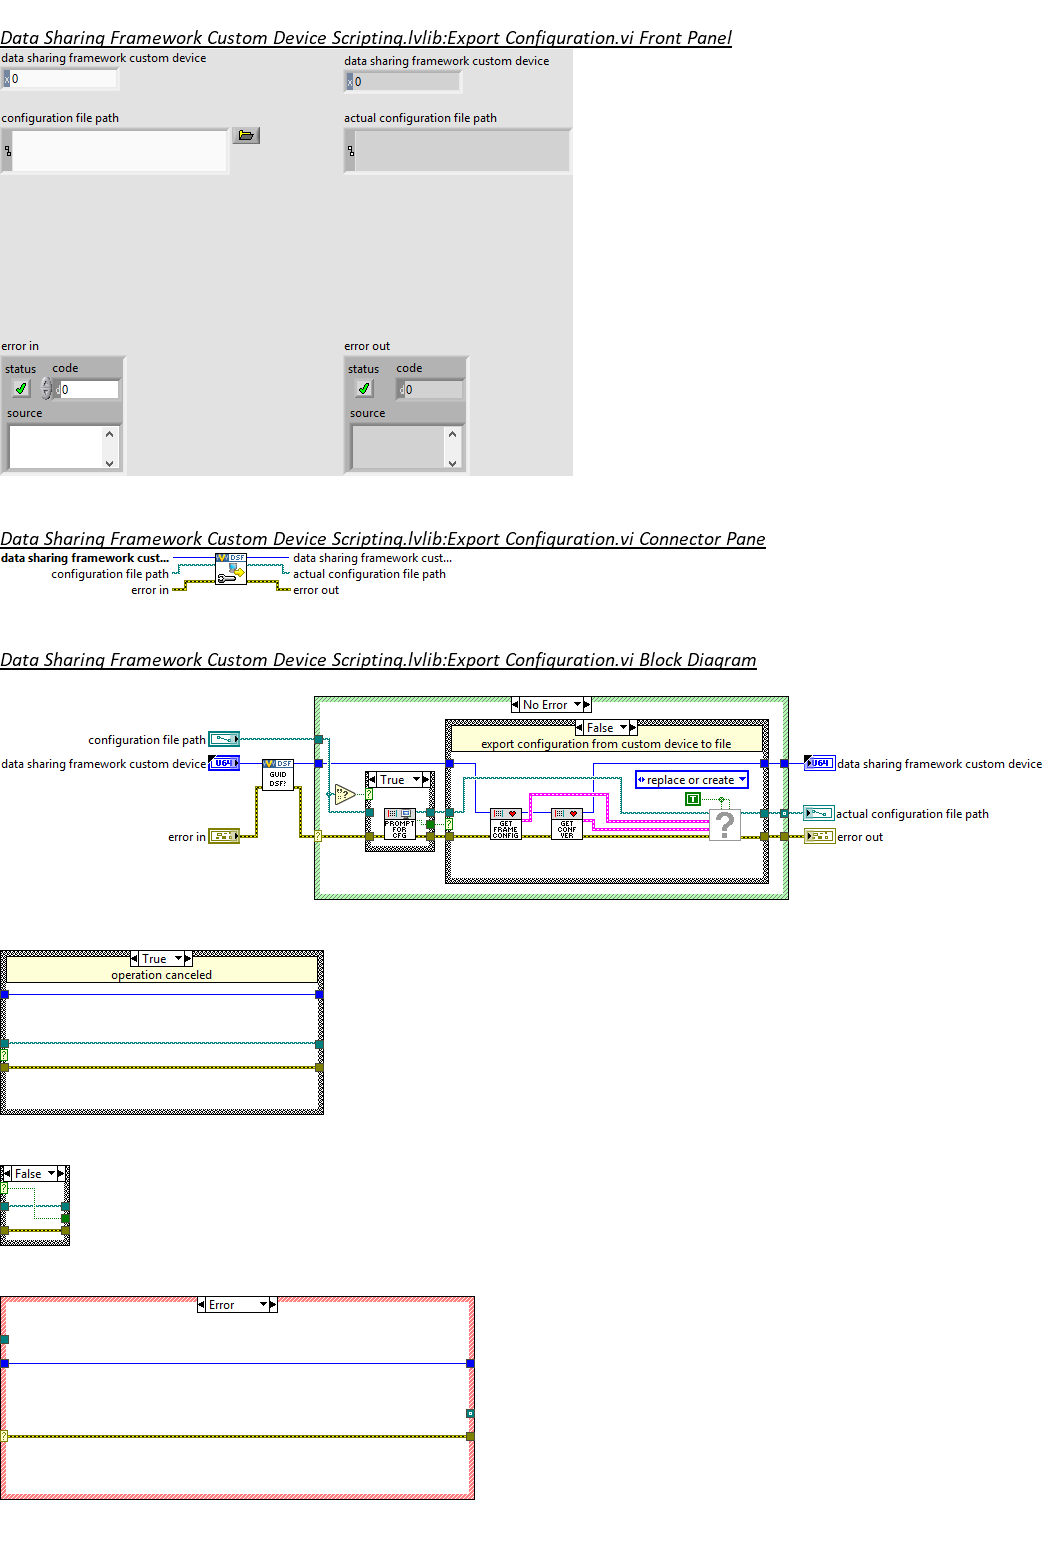 Data Sharing Framework Custom Device Scripting.lvlib:Export Configuration.vi Front Panel
data sharing framework custom device
data sharing framework custom device
x 0
x 0
configuration file path
actual configuration file path
error in
error out
status code
status code
d 0
d 0
source
source
Data Sharing Framework Custom Device Scripting.lvlib:Export Configuration.vi Connector Pane
data sharing framework cust... DSF data sharing framework cust...
configuration file path actual configuration file path
error in error out
Data Sharing Framework Custom Device Scripting.lvlib:Export Configuration.vi Block Diagram
No Error
False
configuration file path
export configuration from custom device to file
data sharing framework custom device U64 DSF U64 data sharing framework custom device
GUID
DSF?
True
replace or create
?
?
T
actual configuration file path
PROMPT
FOR
CFG
?
GET
FRAME
CONFIG
GET
CONF
VER
?
error in
?
error out
True
operation canceled
?
False
?
Error
?